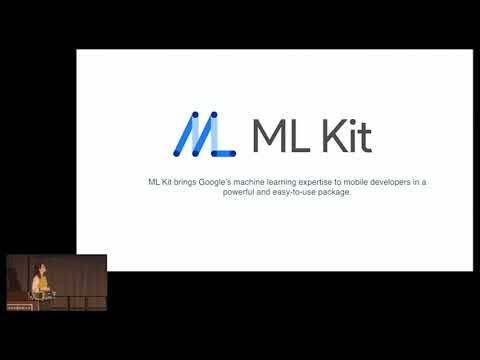 ML ML Kit
ML Kit brings Google's machine learning expertise to mobile developers in a
powerful and easy-to-use package.